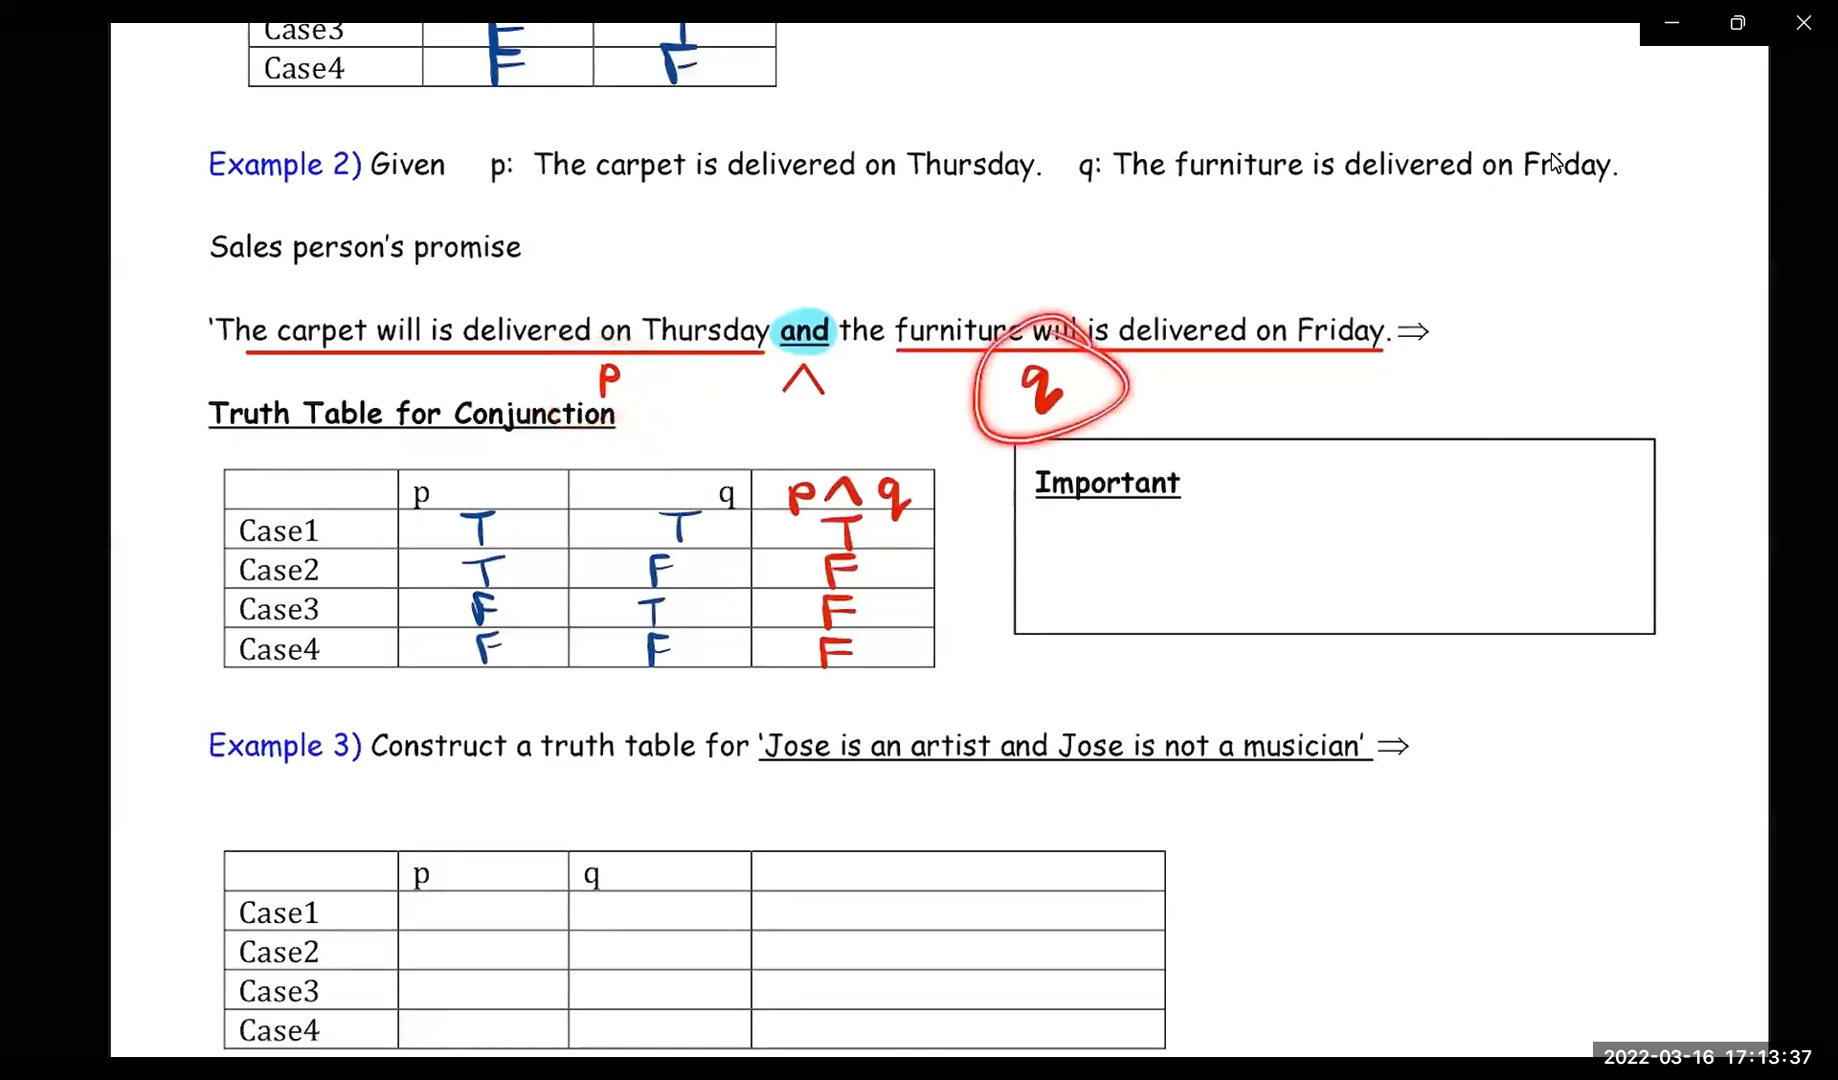 Case3 F T
Case4 F F
Example 2) Given p: The carpet is delivered on Thursday. q: The furniture is delivered on Friday.
Sales person's promise
'The carpet will is delivered on Thursday and the furniture will is delivered on Friday. ⇒
p ∧ q
Truth Table for Conjunction
p q p ∧ q
Case1 T T T
Case2 T F F
Case3 F T F
Case4 F F F
Important
Example 3) Construct a truth table for 'Jose is an artist and Jose is not a musician' ⇒
p q
Case1
Case2
Case3
Case4
2022-03-16 17:13:37